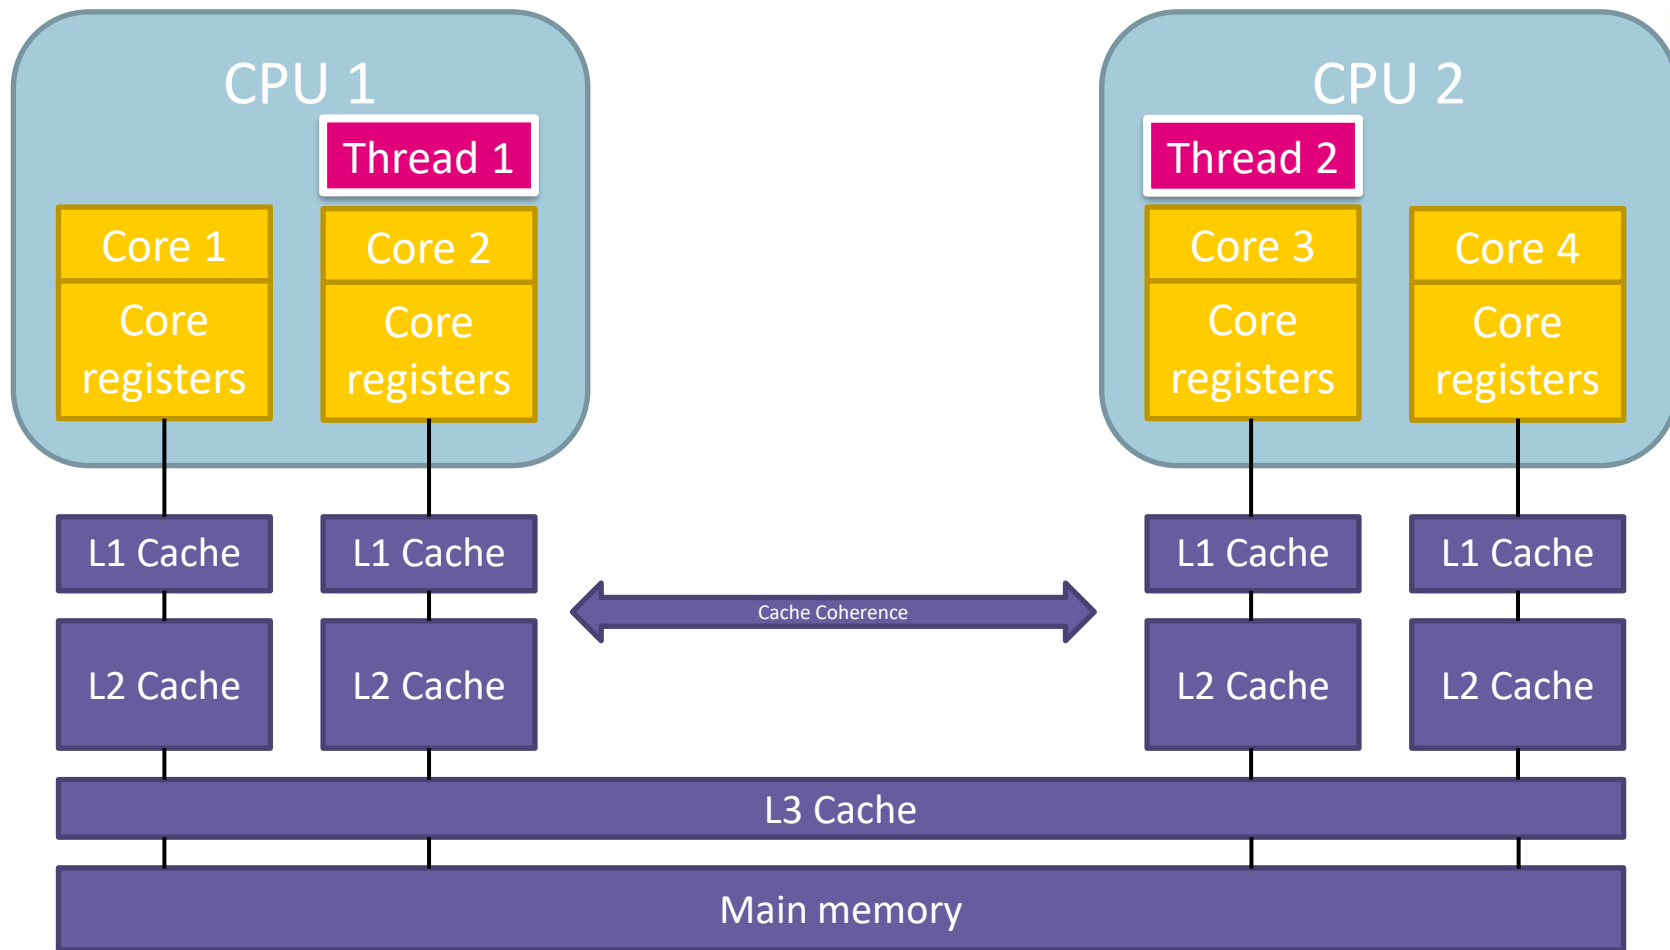 CPU 1
CPU 2
Thread 1
Thread 2
Core 1
Core 2
Core 3
Core 4
Core
registers
Core
registers
Core
registers
Core
registers
L1 Cache
L1 Cache
L1 Cache
L1 Cache
Cache Coherence
L2 Cache
L2 Cache
L2 Cache
L2 Cache
L3 Cache
Main memory